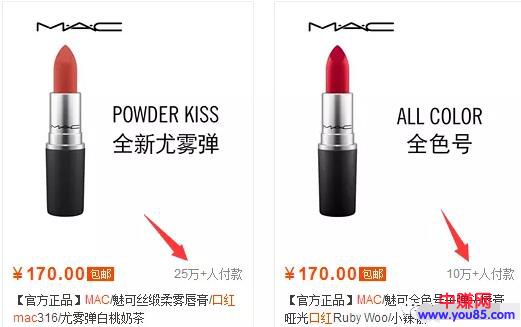 MAC
POWDER KISS
全新尤雾弹
¥170.00 包邮
25万+人付款
【官方正品】MAC/魅可丝缎柔雾唇膏/口红
mac316/尤雾弹白桃奶茶
MAC
ALL COLOR
全色号
¥170.00 包邮
10万+人付款
【官方正品】MAC/魅可全色号
唇膏
哑光口红Ruby Woo/小辣椒
中赚网
www.you85.com